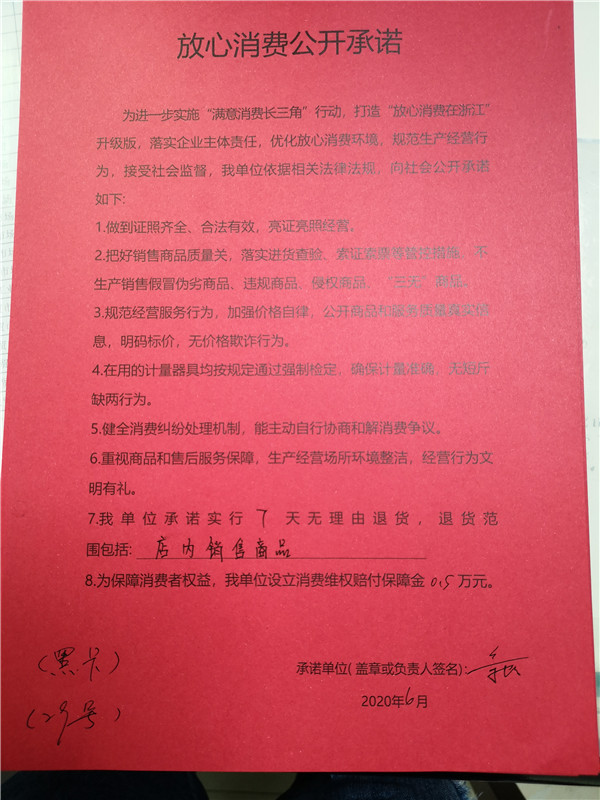 放心消费公开承诺
为进一步实施“满意消费长三角”行动，打造“放心消费在浙江”
升级版，落实企业主体责任，优化放心消费环境，规范生产经营行
为，接受社会监督，我单位依据相关法律法规，向社会公开承诺
如下：
1.做到证照齐全、合法有效，亮证亮照经营。
2.把好销售商品质量关，落实进货查验、索证索票等 不
生产销售假冒伪劣商品、违规商品、侵权商品、“三无”商品。
3.规范经营服务行为，加强价格自律，公开商品和服务 真实信
息，明码标价，无价格欺诈行为。
4.在用的计量器具均按规定通过强制检定，确保计量准确，无短斤
缺两行为。
5.健全消费纠纷处理机制，能主动自行协商和解消费争议。
6.重视商品和售后服务保障，生产经营场所环境整洁，经营行为文
明有礼。
7.我单位承诺实行7天无理由退货，退货范
围包括：店内销售商品
8.为保障消费者权益，我单位设立消费维权赔付保障金0.5万元。
（黑卡）
承诺单位(盖章或负责人签名)：
2020年6月
（29号）